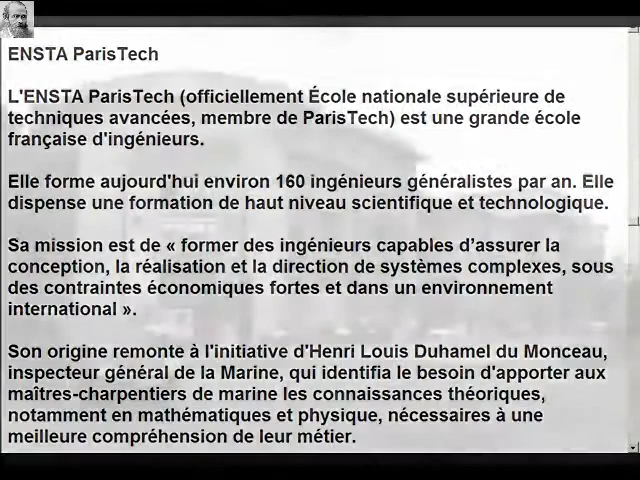 ENSTA ParisTech
L'ENSTA ParisTech (officiellement École nationale supérieure de
techniques avancées, membre de ParisTech) est une grande école
française d'ingénieurs.
Elle forme aujourd'hui environ 160 ingénieurs généralistes par an. Elle
dispense une formation de haut niveau scientifique et technologique.
Sa mission est de « former des ingénieurs capables d’assurer la
conception, la réalisation et la direction de systèmes complexes, sous
des contraintes économiques fortes et dans un environnement
international ».
Son origine remonte à l'initiative d'Henri Louis Duhamel du Monceau,
inspecteur général de la Marine, qui identifia le besoin d'apporter aux
maîtres-charpentiers de marine les connaissances théoriques,
notamment en mathématiques et physique, nécessaires à une
meilleure compréhension de leur métier.